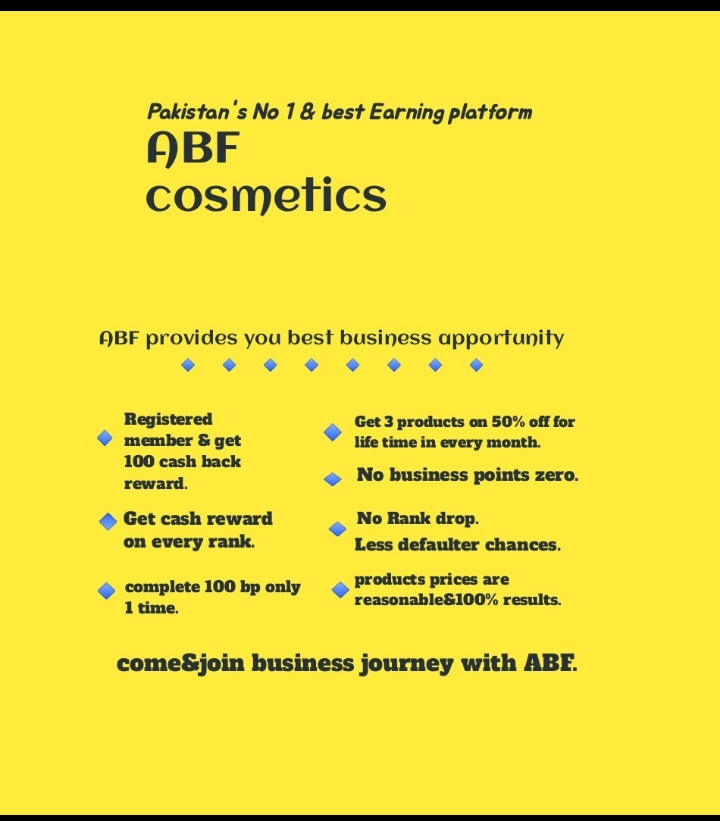 Pakistan's No 1 & best Earning platform
ABF
cosmetics
ABF provides you best business apportunity
Registered
member & get
100 cash back
reward.
Get cash reward
on every rank.
complete 100 bp only
1 time.
Get 3 products on 50% off for
life time in every month.
No business points zero.
No Rank drop.
Less defaulter chances.
products prices are
reasonable&100% results.
come&join business journey with ABF.